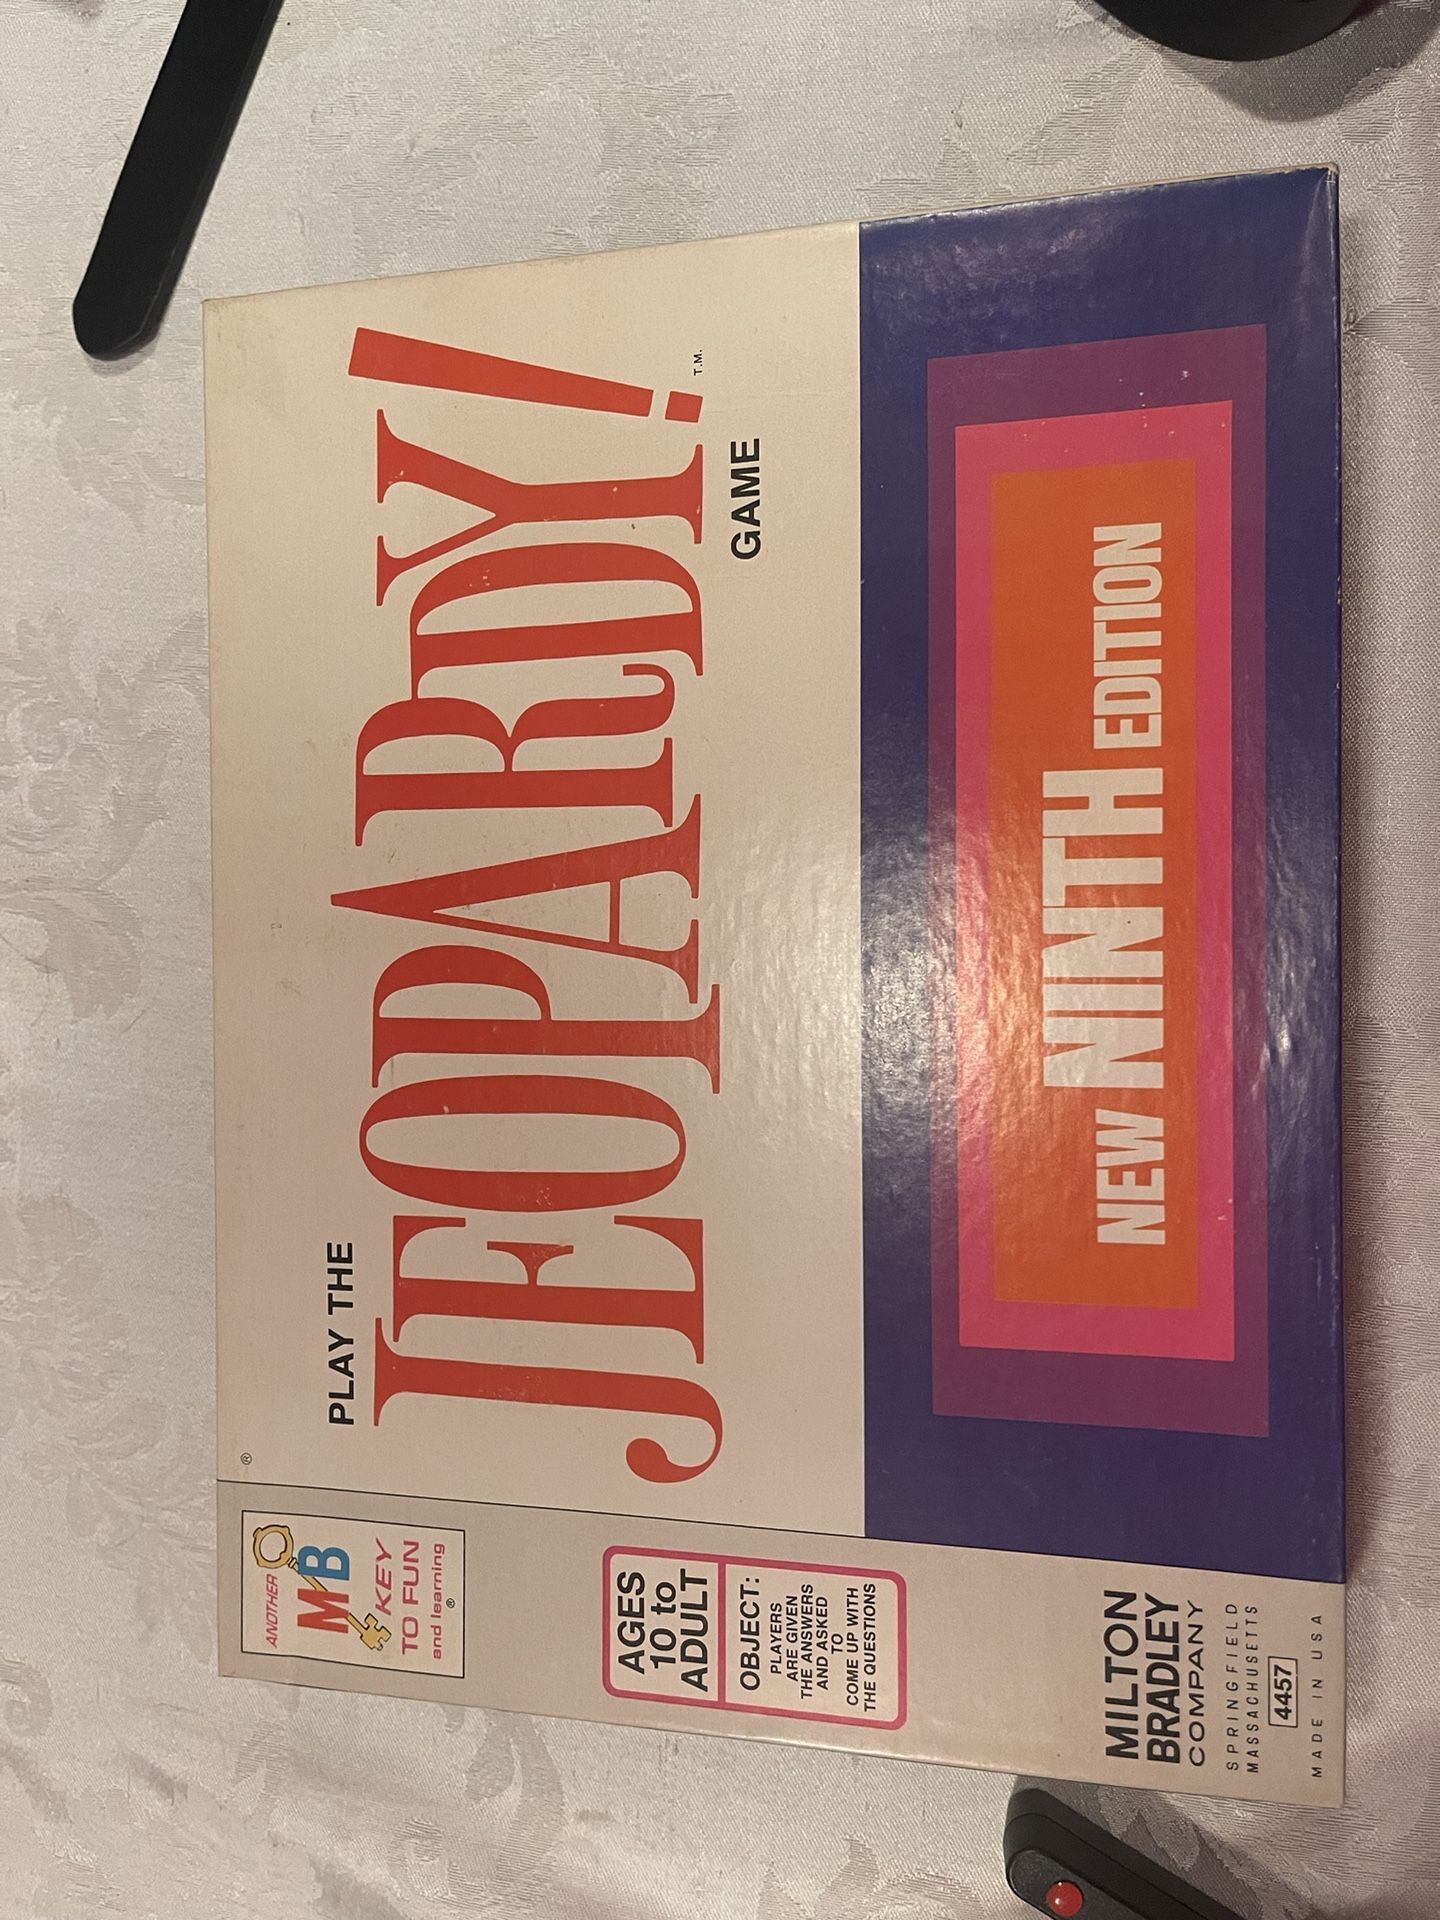 ANOTHER
MB
KEY
TO FUN
and learning
®
®
PLAY THE
JEOPARDY!
T.M.
GAME
AGES
10 to
ADULT
OBJECT:
PLAYERS
ARE GIVEN
THE ANSWERS
AND ASKED
TO
COME UP WITH
THE QUESTIONS
NEW NINTH EDITION
MILTON
BRADLEY
COMPANY
SPRINGFIELD
MASSACHUSETTS
4457
MADE IN USA